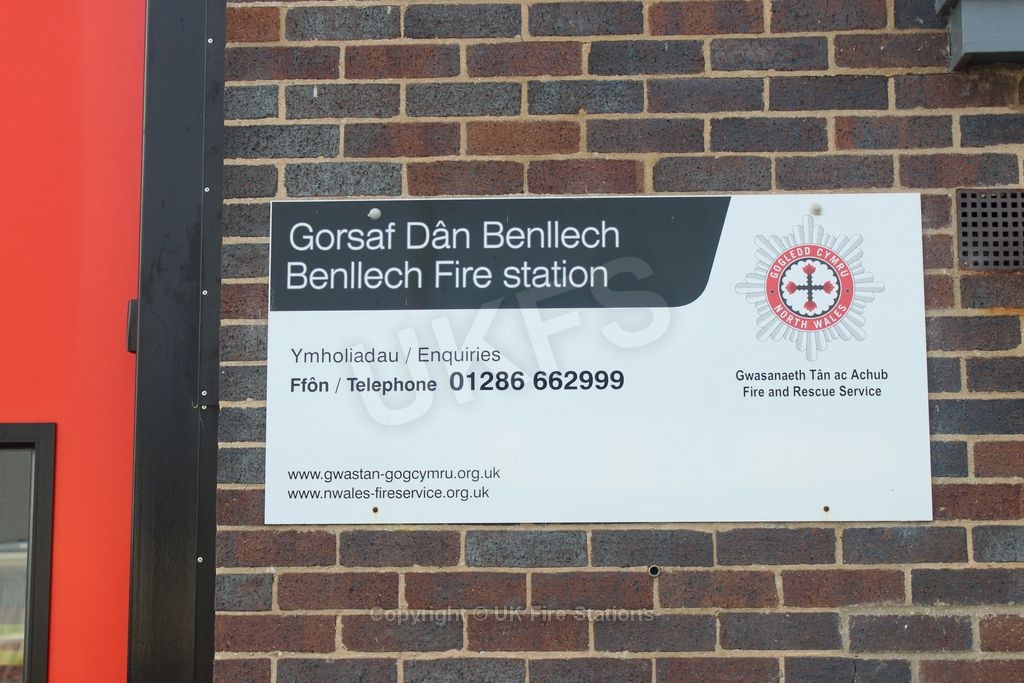 Gorsaf Dân Benllech
Benllech Fire station
GOGLEDD CYMRU
NORTH WALES
Gwasanaeth Tân ac Achub
Fire and Rescue Service
Ymholiadau / Enquiries
Ffôn / Telephone 01286 662999
www.gwastan-gogcymru.org.uk
www.nwales-fireservice.org.uk
UKFS
Copyright © UK Fire Stations